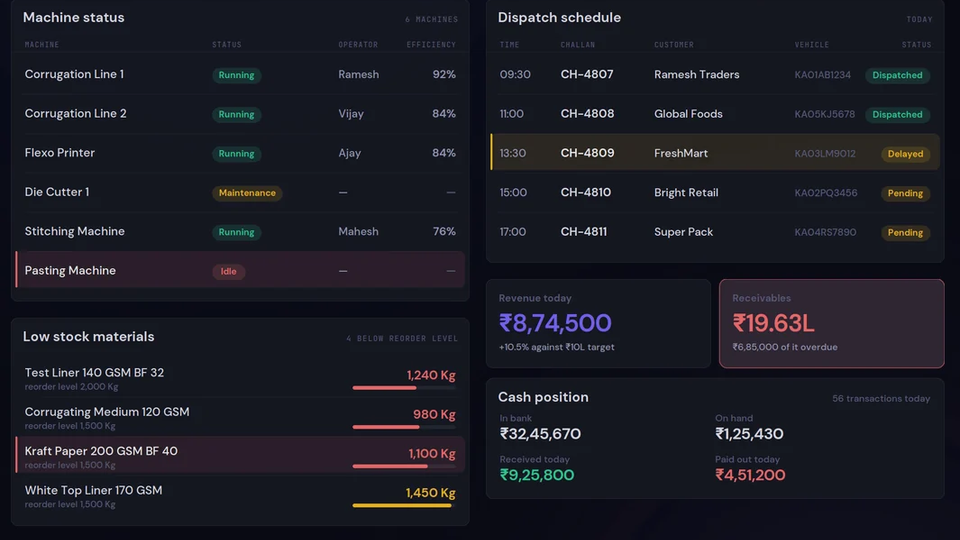 Machine status
6 MACHINES
MACHINE STATUS OPERATOR EFFICIENCY
Corrugation Line 1 Running Ramesh 92%
Corrugation Line 2 Running Vijay 84%
Flexo Printer Running Ajay 84%
Die Cutter 1 Maintenance — —
Stitching Machine Running Mahesh 76%
Pasting Machine Idle — —
Low stock materials
4 BELOW REORDER LEVEL
Test Liner 140 GSM BF 32 1,240 Kg
reorder level 2,000 Kg
Corrugating Medium 120 GSM 980 Kg
reorder level 1,500 Kg
Kraft Paper 200 GSM BF 40 1,100 Kg
reorder level 1,500 Kg
White Top Liner 170 GSM 1,450 Kg
reorder level 1,500 Kg
Dispatch schedule
TODAY
TIME CHALLAN CUSTOMER VEHICLE STATUS
09:30 CH-4807 Ramesh Traders KA01AB1234 Dispatched
11:00 CH-4808 Global Foods KA05KJ5678 Dispatched
13:30 CH-4809 FreshMart KA03LM9012 Delayed
15:00 CH-4810 Bright Retail KA02PQ3456 Pending
17:00 CH-4811 Super Pack KA04RS7890 Pending
Revenue today
₹8,74,500
+10.5% against ₹10L target
Receivables
₹19.63L
₹6,85,000 of it overdue
Cash position
56 transactions today
In bank On hand
₹32,45,670 ₹1,25,430
Received today Paid out today
₹9,25,800 ₹4,51,200